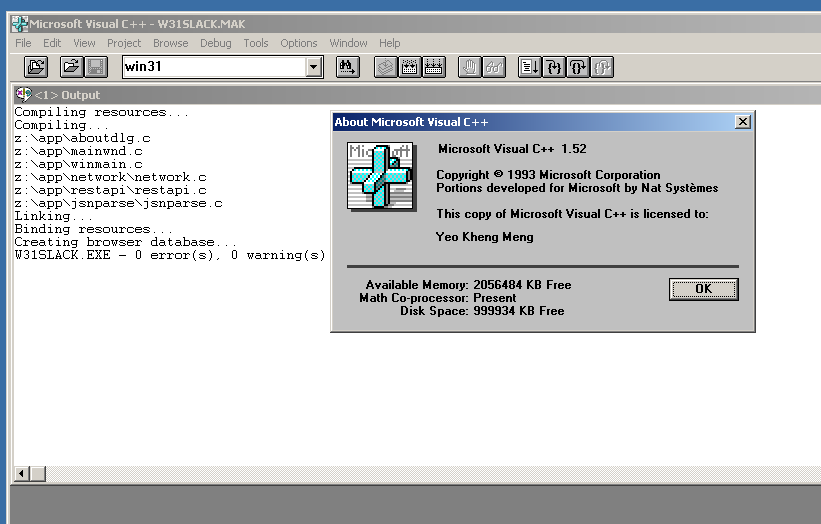 Microsoft Visual C++ - W31SLACK.MAK
File Edit View Project Browse Debug Tools Options Window Help
win31
<1> Output
Compiling resources...
Compiling...
z:\app\aboutdlg.c
z:\app\mainwnd.c
z:\app\winmain.c
z:\app\network\network.c
z:\app\restapi\restapi.c
z:\app\jsnparse\jsnparse.c
Linking...
Binding resources...
Creating browser database...
W31SLACK.EXE - 0 error(s), 0 warning(s)
About Microsoft Visual C++
Microsoft Visual C++ 1.52
Copyright © 1993 Microsoft Corporation
Portions developed for Microsoft by Nat Systèmes
This copy of Microsoft Visual C++ is licensed to:
Yeo Kheng Meng
Available Memory: 2056484 KB Free
Math Co-processor: Present
Disk Space: 999934 KB Free
OK